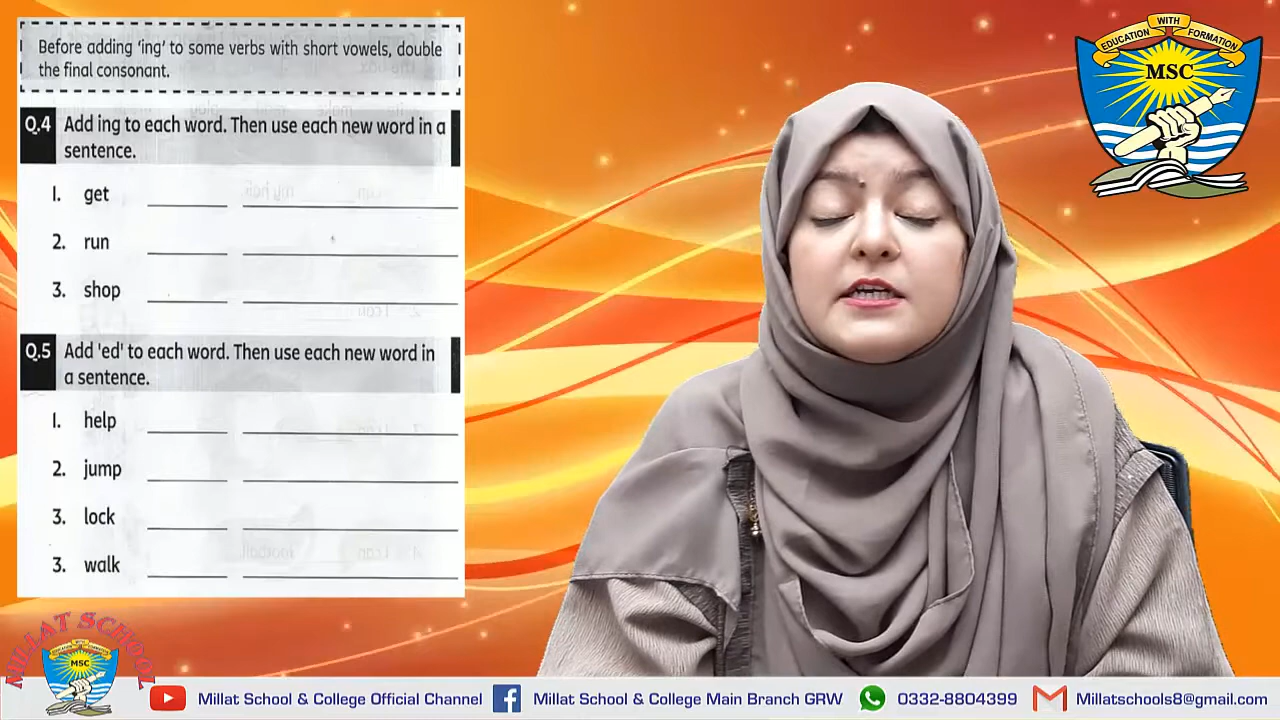 Before adding 'ing' to some verbs with short vowels, double
the final consonant.
Q.4 Add ing to each word. Then use each new word in a
sentence.
1. get
2. run
3. shop
Q.5 Add 'ed' to each word. Then use each new word in
a sentence.
1. help
2. jump
3. lock
3. walk
EDUCATION WITH FORMATION
MSC
MILLAT SCHOOL
MSC
Millat School & College Official Channel
Millat School & College Main Branch GRW
0332-8804399
Millatschools8@gmail.com